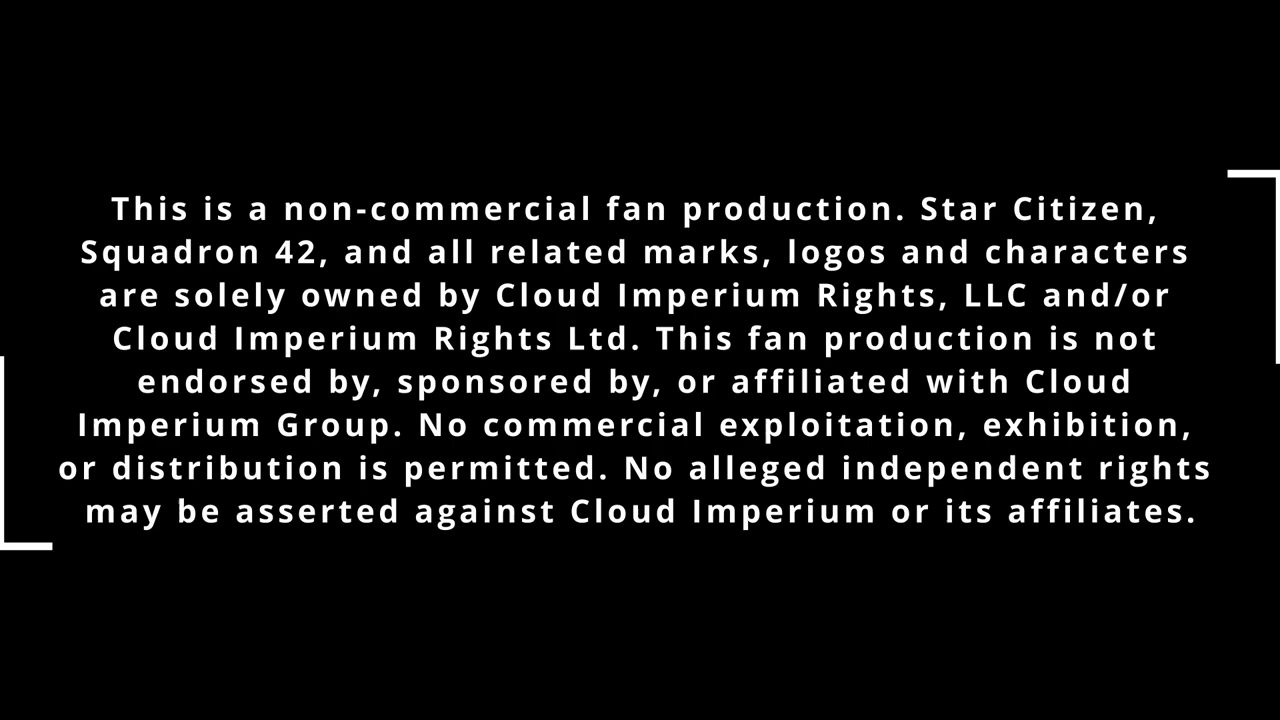 This is a non-commercial fan production. Star Citizen,
Squadron 42, and all related marks, logos and characters
are solely owned by Cloud Imperium Rights, LLC and/or
Cloud Imperium Rights Ltd. This fan production is not
endorsed by, sponsored by, or affiliated with Cloud
Imperium Group. No commercial exploitation, exhibition,
or distribution is permitted. No alleged independent rights
may be asserted against Cloud Imperium or its affiliates.